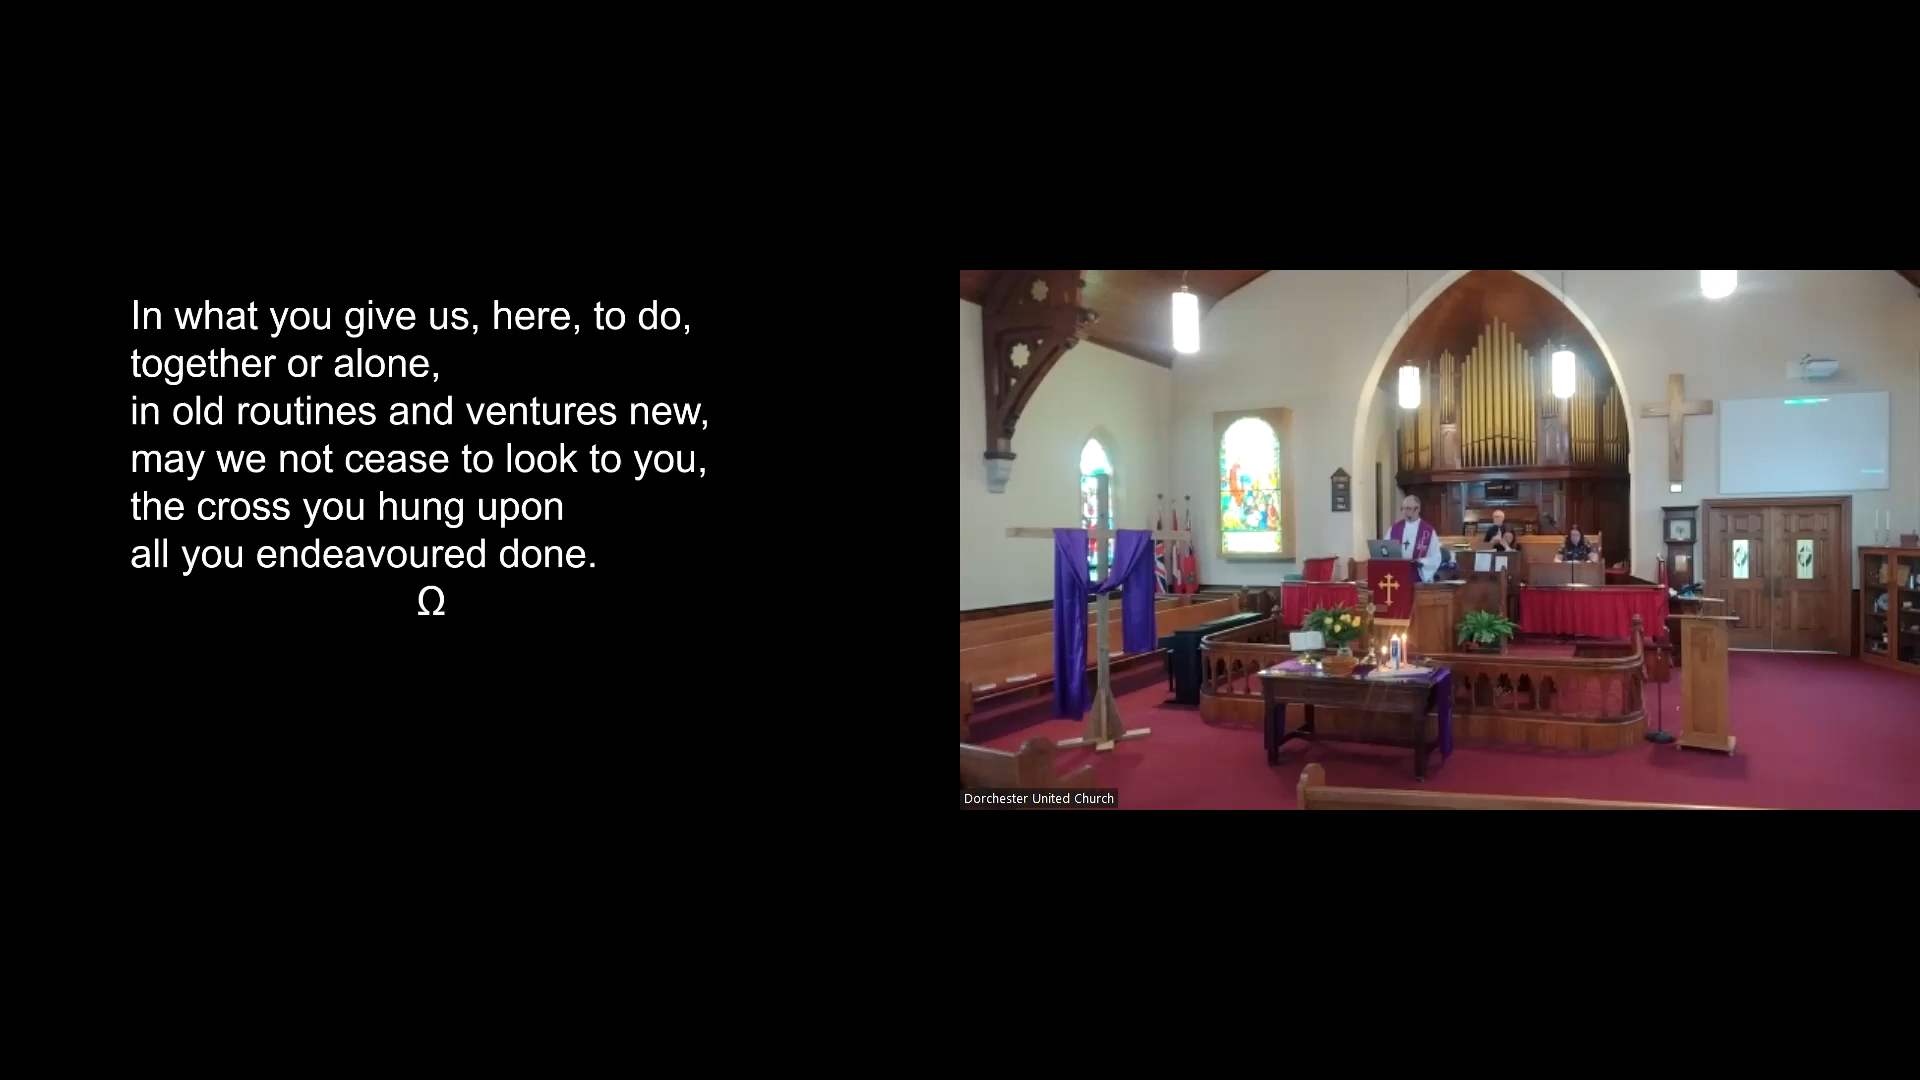 In what you give us, here, to do,
together or alone,
in old routines and ventures new,
may we not cease to look to you,
the cross you hung upon
all you endeavoured done.
Ω
Dorchester United Church